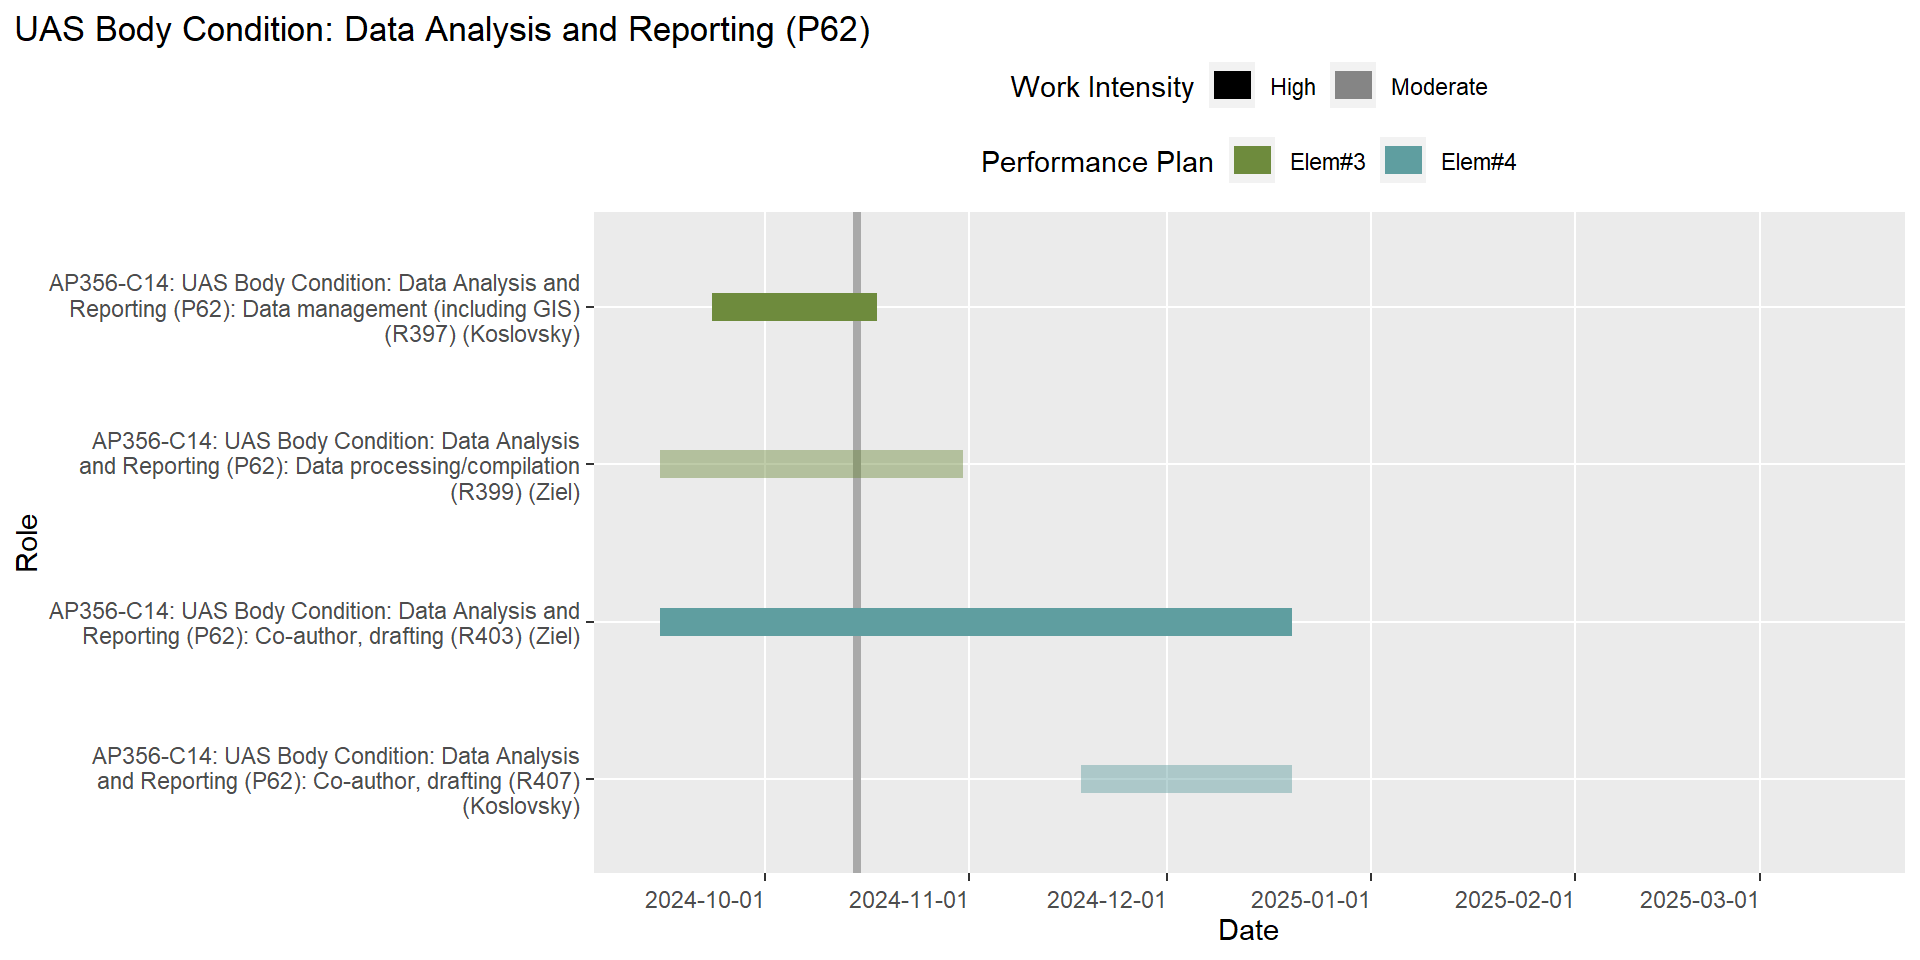 UAS Body Condition: Data Analysis and Reporting (P62)
Work Intensity High Moderate
Performance Plan Elem#3 Elem#4
AP356-C14: UAS Body Condition: Data Analysis and
Reporting (P62): Data management (including GIS)
(R397) (Koslovsky)
AP356-C14: UAS Body Condition: Data Analysis
and Reporting (P62): Data processing/compilation
(R399) (Ziel)
Role
AP356-C14: UAS Body Condition: Data Analysis and
Reporting (P62): Co-author, drafting (R403) (Ziel)
AP356-C14: UAS Body Condition: Data Analysis
and Reporting (P62): Co-author, drafting (R407)
(Koslovsky)
2024-10-01 2024-11-01 2024-12-01 2025-01-01 2025-02-01 2025-03-01
Date